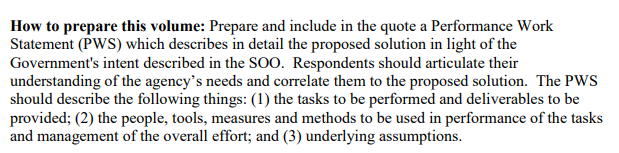 How to prepare this volume: Prepare and include in the quote a Performance Work
Statement (PWS) which describes in detail the proposed solution in light of the
Government's intent described in the SOO.  Respondents should articulate their
understanding of the agency’s needs and correlate them to the proposed solution.  The PWS
should describe the following things: (1) the tasks to be performed and deliverables to be
provided; (2) the people, tools, measures and methods to be used in performance of the tasks
and management of the overall effort; and (3) underlying assumptions.